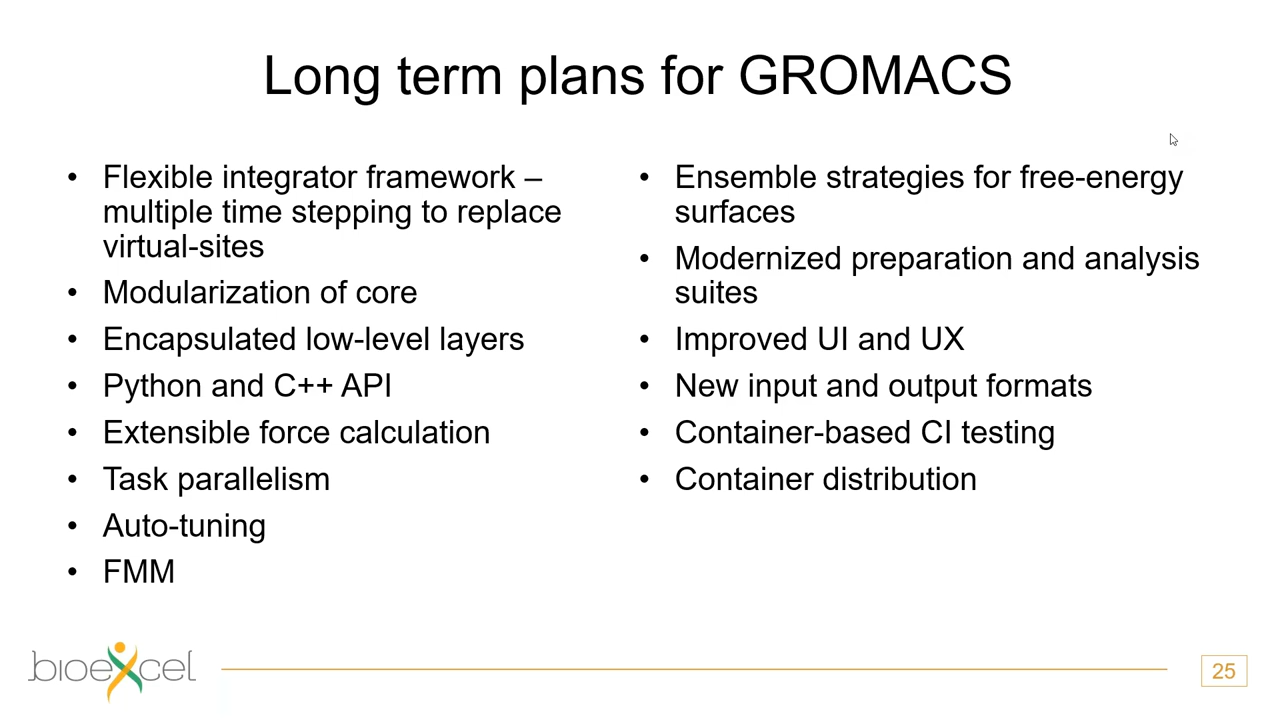 Long term plans for GROMACS
• Flexible integrator framework –
multiple time stepping to replace
virtual-sites
• Modularization of core
• Encapsulated low-level layers
• Python and C++ API
• Extensible force calculation
• Task parallelism
• Auto-tuning
• FMM
• Ensemble strategies for free-energy
surfaces
• Modernized preparation and analysis
suites
• Improved UI and UX
• New input and output formats
• Container-based CI testing
• Container distribution
bioexcel
25